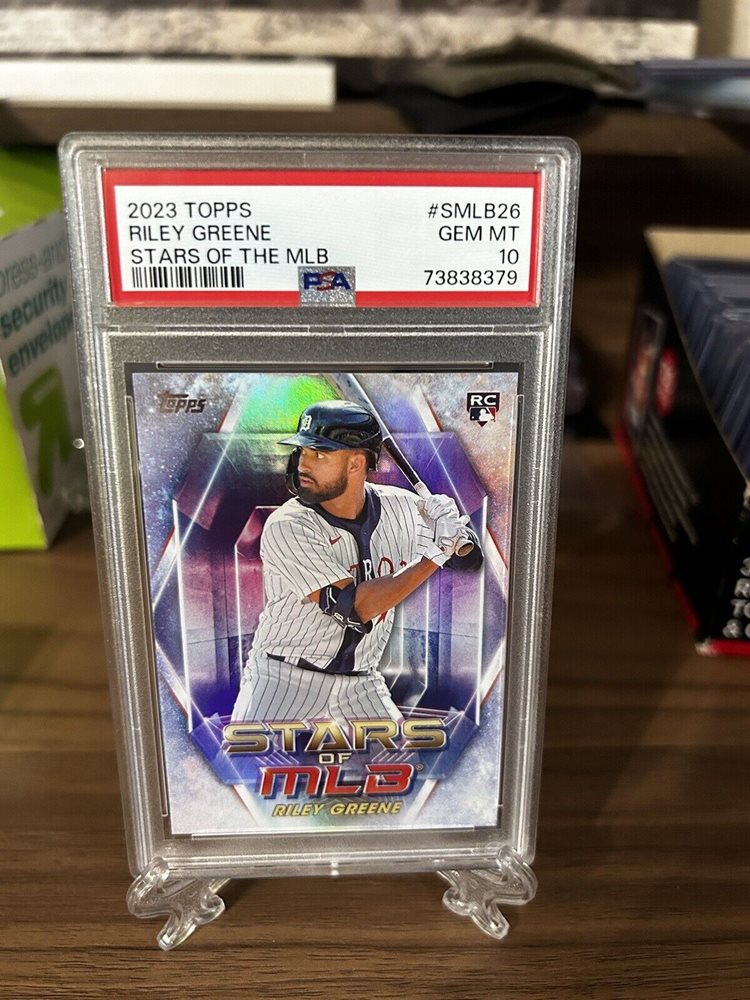 2023 TOPPS #SMLB26
RILEY GREENE GEM MT
STARS OF THE MLB 10
PSA 73838379
Topps
RC
D
STARS
OF
MLB®
RILEY GREENE
security
envelop